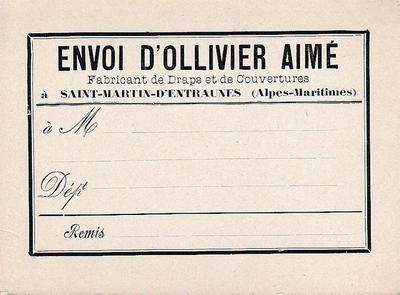 ENVOI D'OLLIVIER AIMÉ
Fabricant de Draps et de Couvertures
à SAINT-MARTIN-D'ENTRAUNES (Alpes-Maritimes)
à M
Dépt
Remis